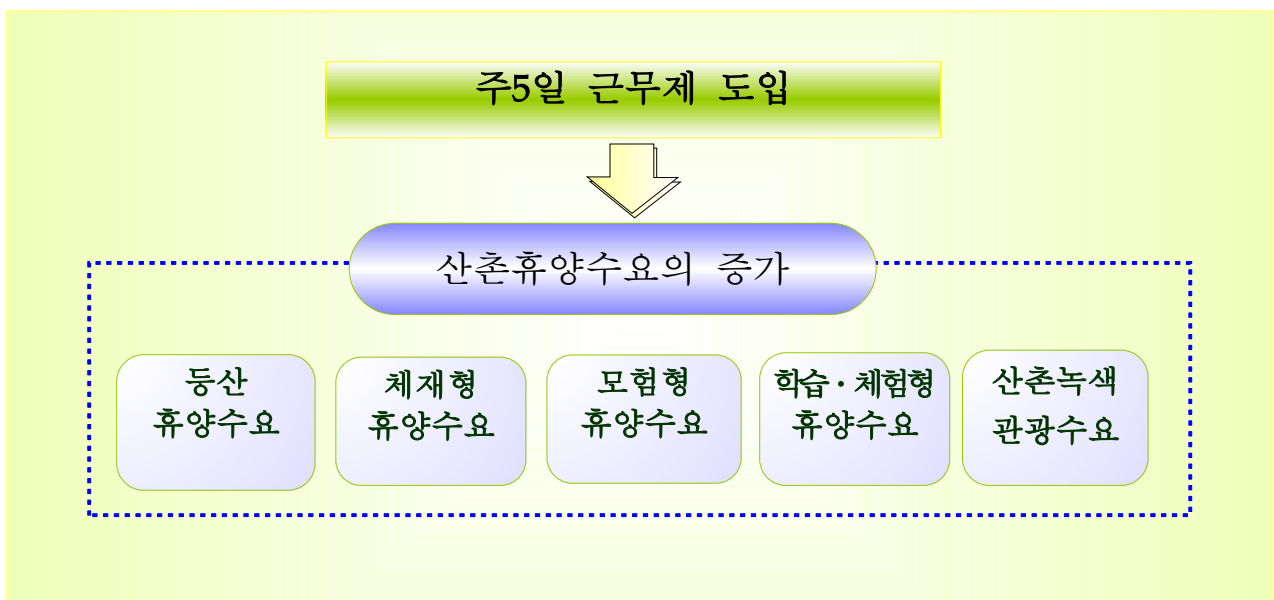 주5일 근무제 도입
산촌휴양수요의 증가
등산
휴양수요
체재형
휴양수요
모험형
휴양수요
학습·체험형
휴양수요
산촌녹색
관광수요